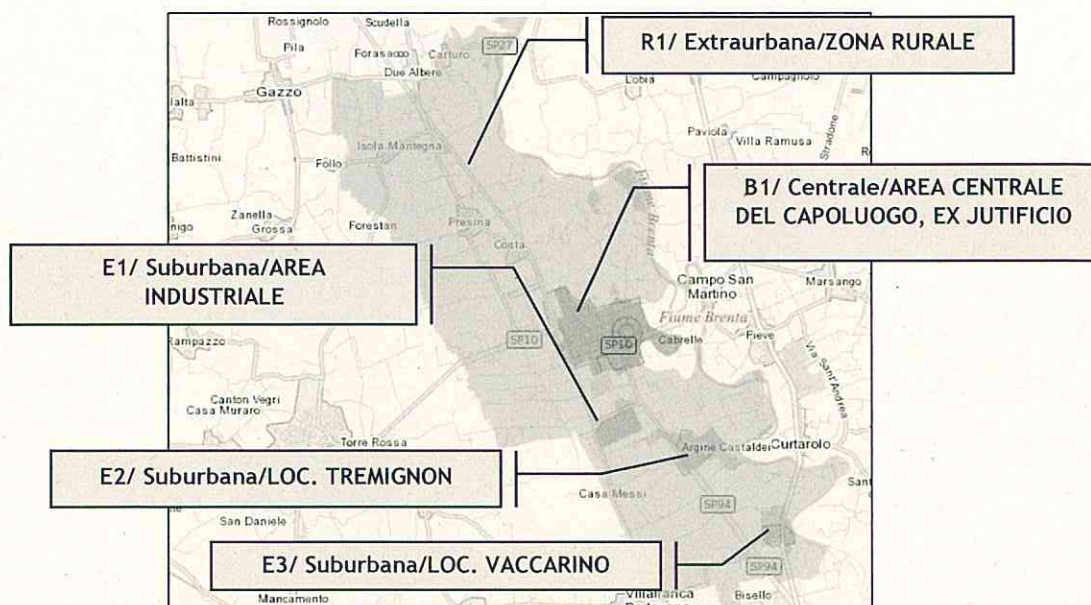 Rossignolo
Scudella
Pila
Forasacco
Carturo
SP27
Due Albere
Gazzo
R1/ Extraurbana/ZONA RURALE
Lobia
Campagnolo
Battistini
Isola Mantegna
Follo
Paviola
Villa Ramusa
Stradone
Fiume Brenta
Zanella
Grossa
Forestan
Presina
Costa
B1/ Centrale/AREA CENTRALE
DEL CAPOLUOGO, EX JUTIFICIO
E1/ Suburbana/AREA
INDUSTRIALE
Campo San
Martino
Marsango
Fiume Brenta
Rampazzo
SP10
SP10
Cabrelle
Pieve
Via Sant'Andrea
Canton Vegri
Casa Muraro
Torre Rossa
Argine Castaldei
Curtarolo
E2/ Suburbana/LOC. TREMIGNON
Casa Messi
SP94
San Daniele
E3/ Suburbana/LOC. VACCARINO
SP94
Mancamento
Villafranca
Bisello